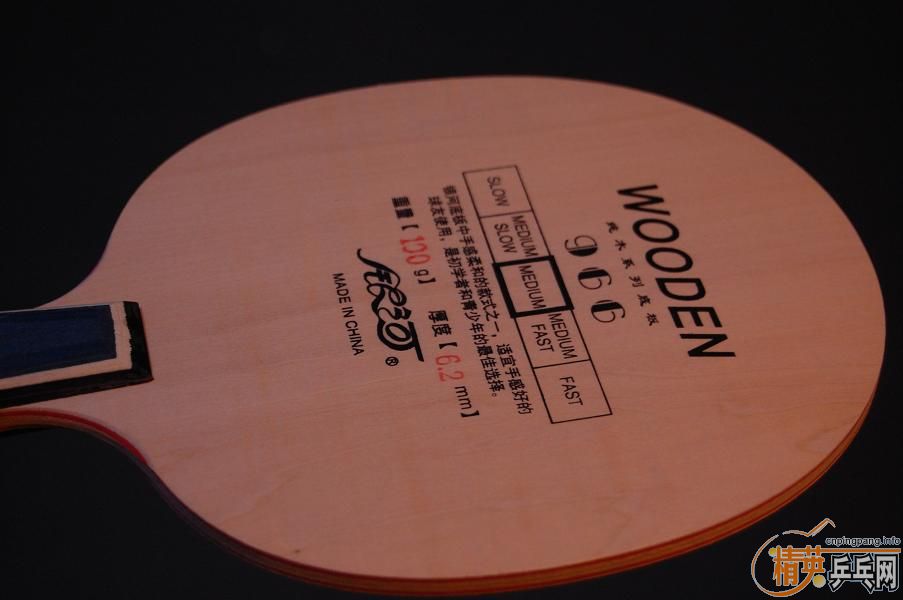 WOODEN
纯木系列底板
966
SLOW
MEDIUM SLOW
MEDIUM
MEDIUM FAST
FAST
银河底板中手感柔和的款式之一，适宜手感好的
球友使用，是初学者和青少年的最佳选择。
重量【 100 g】 厚度【 6.2 mm】
®
MADE IN CHINA
cnpingpang.info
精英乒乓网